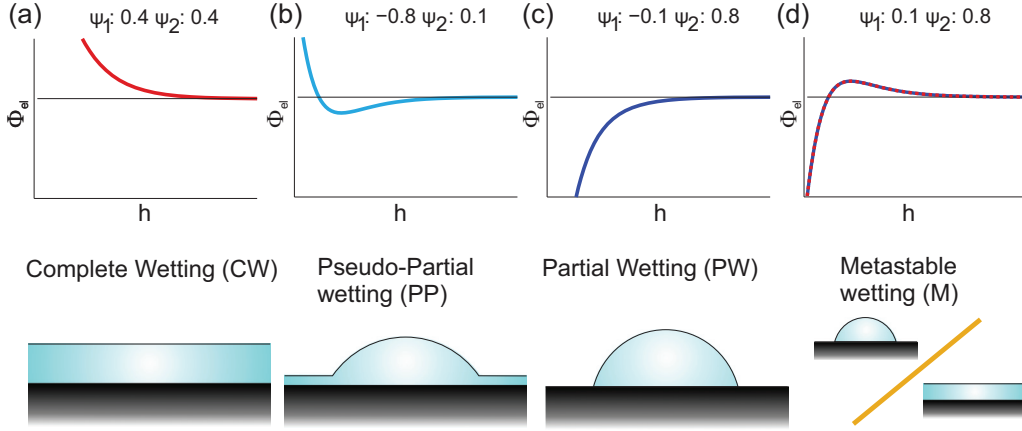 (a) ψ1: 0.4 ψ2: 0.4
(b) ψ1: −0.8 ψ2: 0.1
(c) ψ1: −0.1 ψ2: 0.8
(d) ψ1: 0.1 ψ2: 0.8
Φel
Φel
Φel
Φel
h
h
h
h
Complete Wetting (CW)
Pseudo-Partial
wetting (PP)
Partial Wetting (PW)
Metastable
wetting (M)